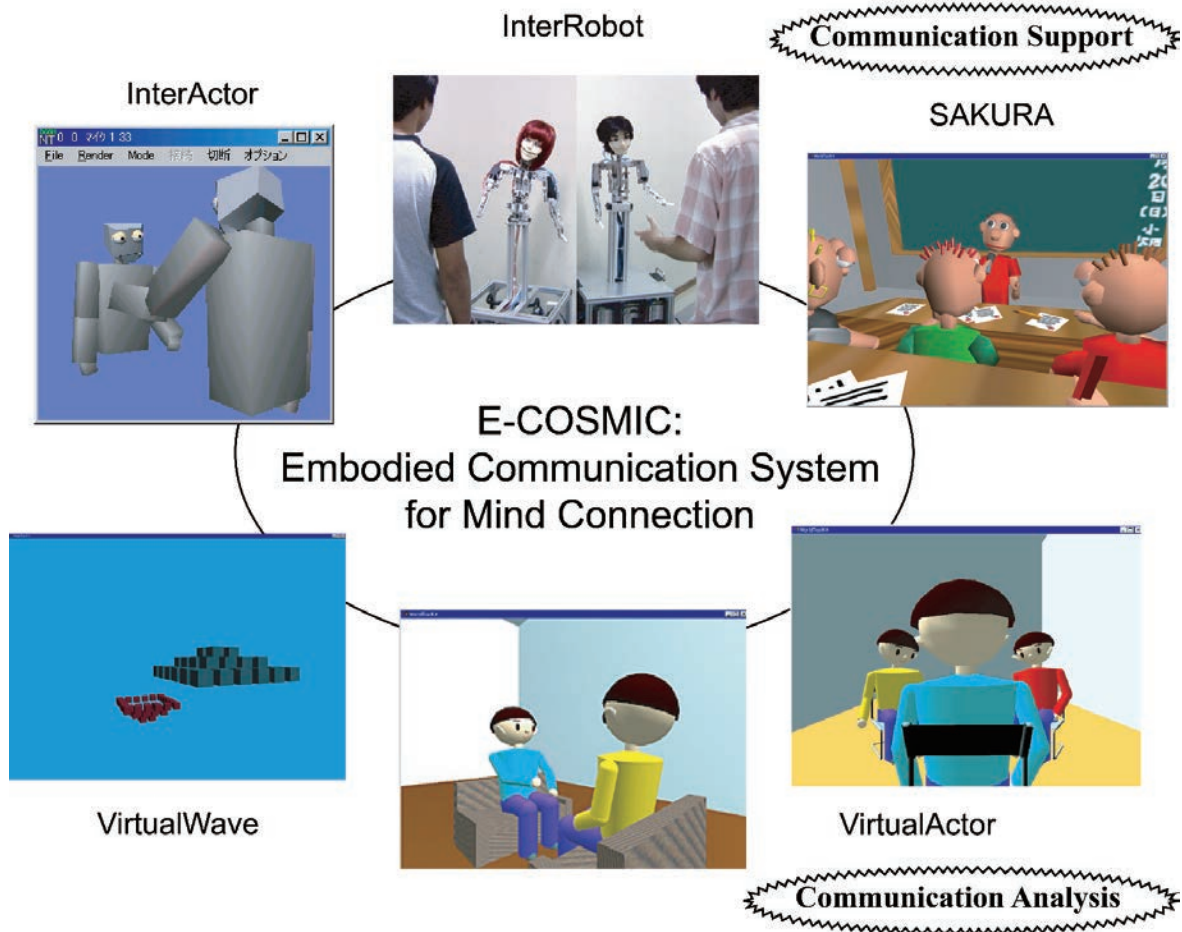 InterRobot
Communication Support
InterActor
SAKURA
File Render Mode 切断 オプション
E-COSMIC:
Embodied Communication System
for Mind Connection
VirtualWave
VirtualActor
Communication Analysis